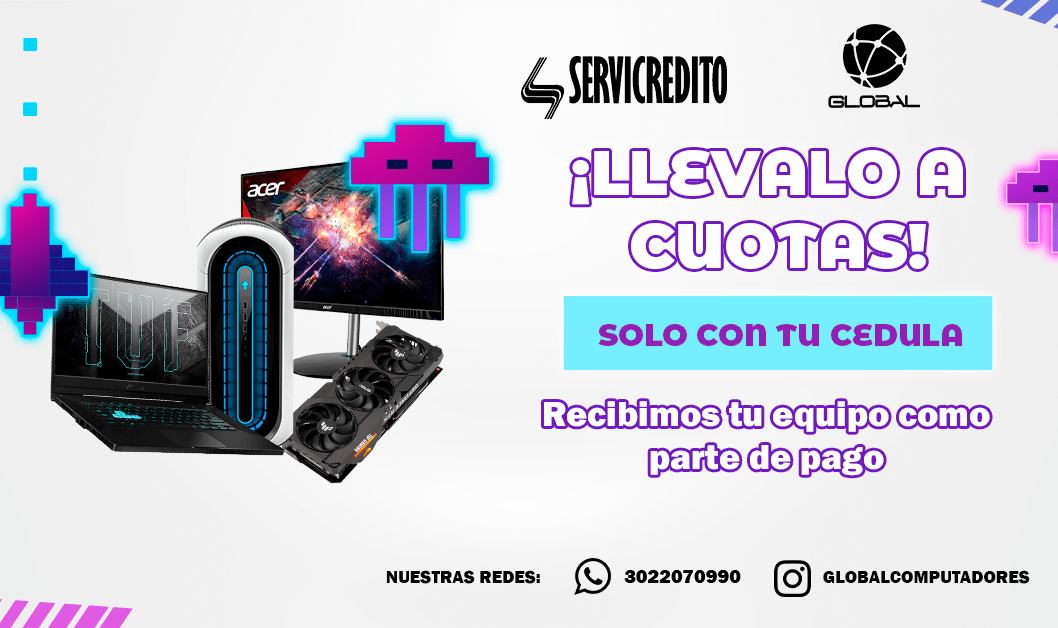 SERVICREDITO
GLOBAL
¡LLEVALO A
CUOTAS!
SOLO CON TU CEDULA
Recibimos tu equipo como
parte de pago
acer
acer
TUF
NUESTRAS REDES:
3022070990
GLOBALCOMPUTADORES